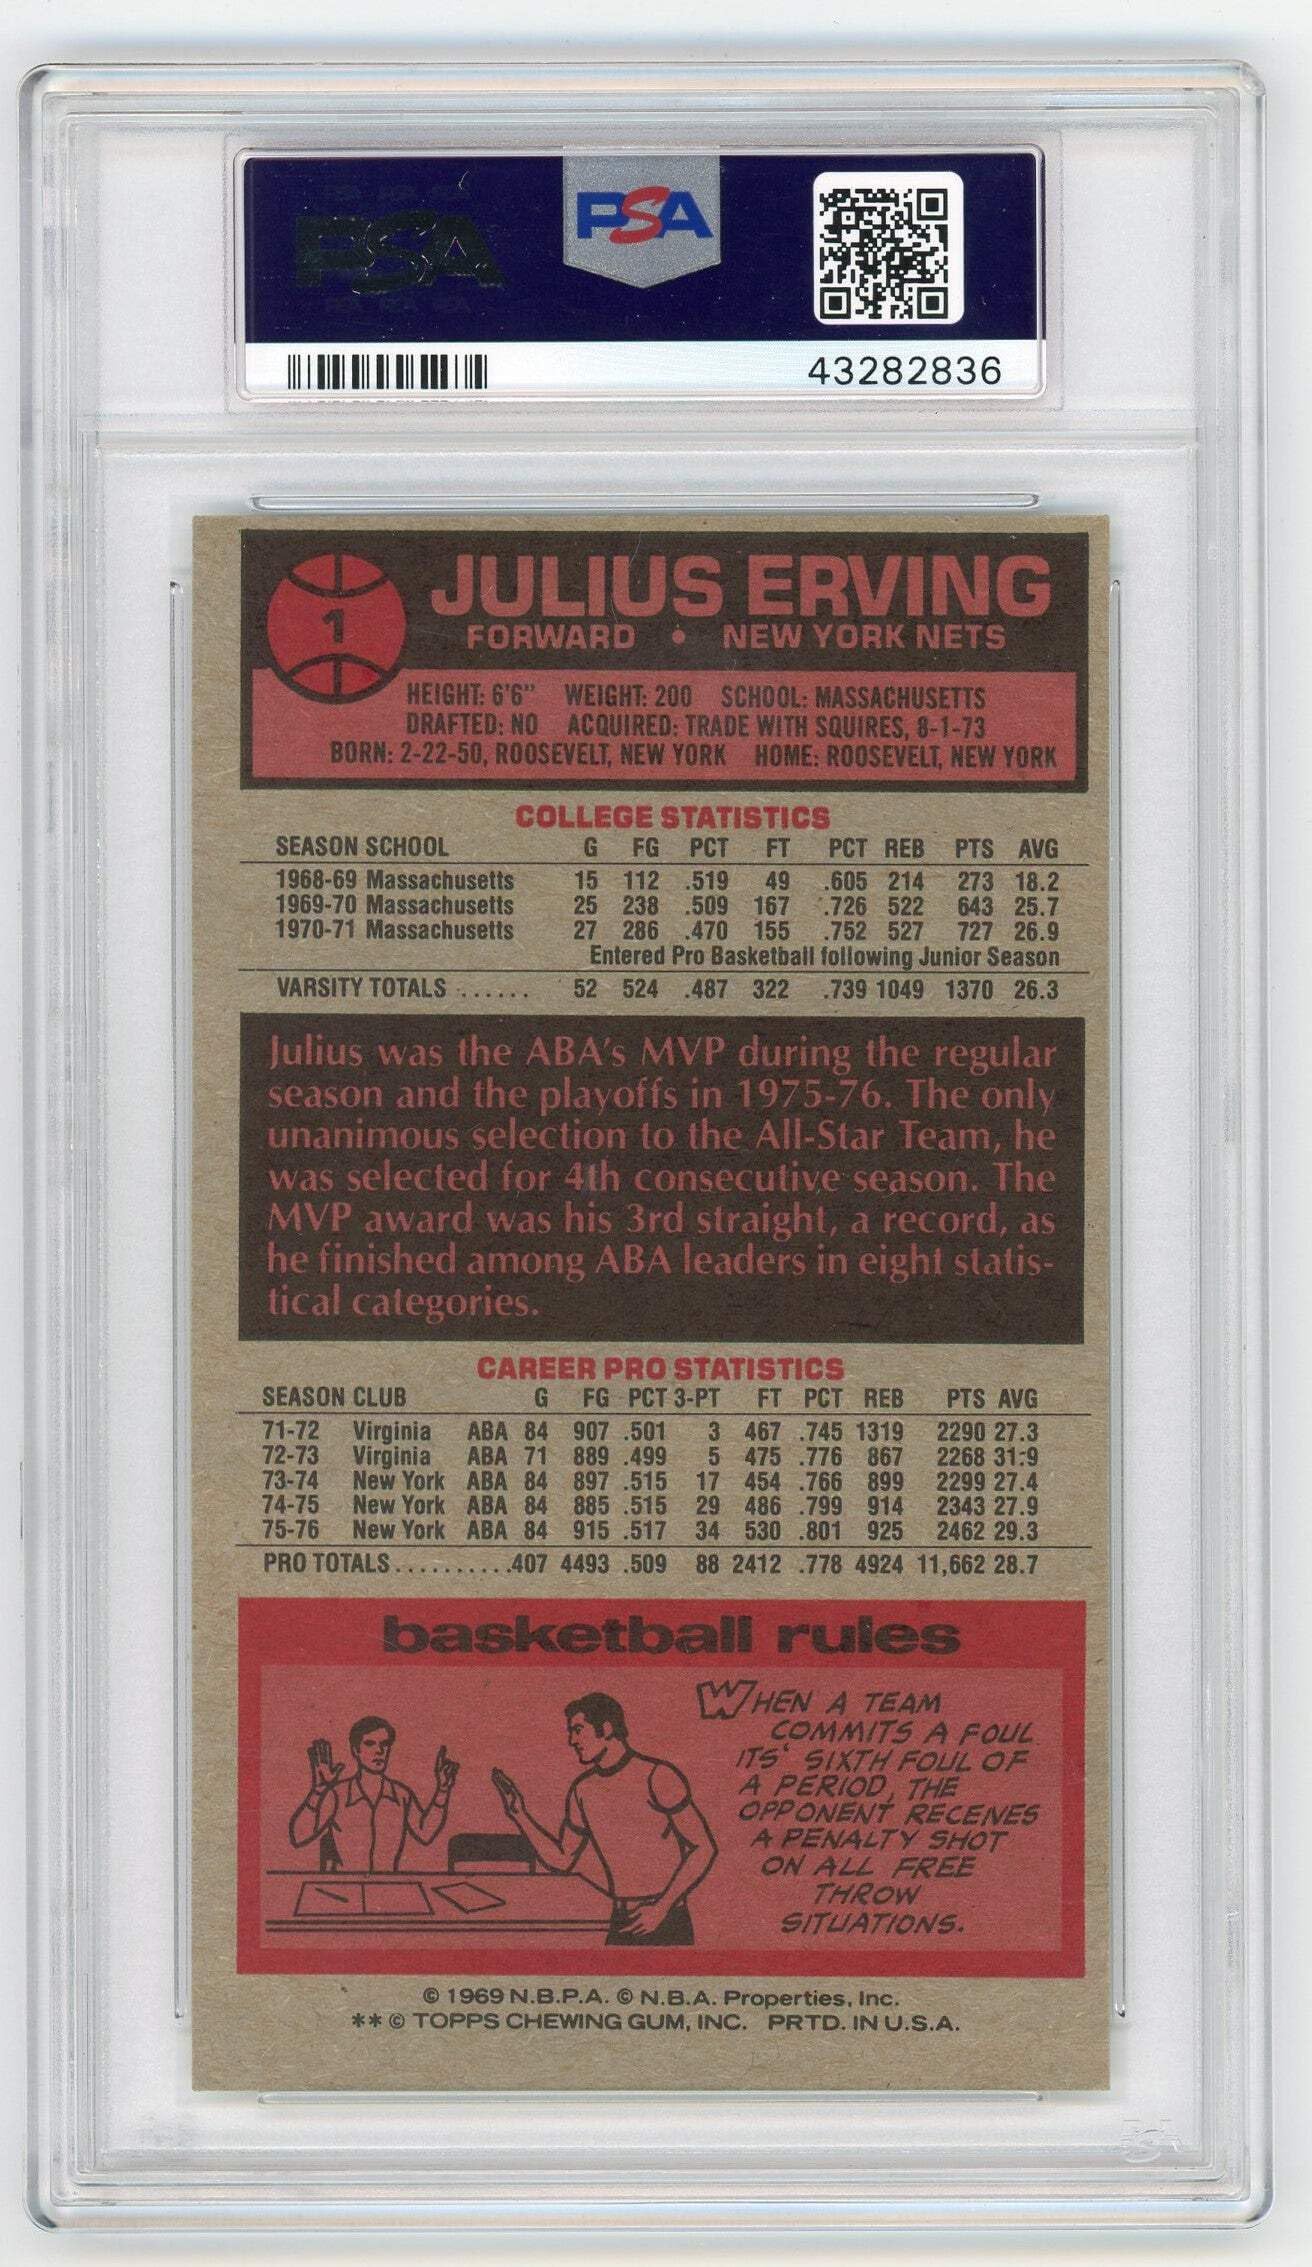 PSA
PSA
43282836
1
JULIUS ERVING
FORWARD • NEW YORK NETS
HEIGHT: 6'6" WEIGHT: 200 SCHOOL: MASSACHUSETTS
DRAFTED: NO ACQUIRED: TRADE WITH SQUIRES, 8-1-73
BORN: 2-22-50, ROOSEVELT, NEW YORK HOME: ROOSEVELT, NEW YORK
COLLEGE STATISTICS
SEASON SCHOOL G FG PCT FT PCT REB PTS AVG
1968-69 Massachusetts 15 112 .519 49 .605 214 273 18.2
1969-70 Massachusetts 25 238 .509 167 .726 522 643 25.7
1970-71 Massachusetts 27 286 .470 155 .752 527 727 26.9
Entered Pro Basketball following Junior Season
VARSITY TOTALS ...... 52 524 .487 322 .739 1049 1370 26.3
Julius was the ABA's MVP during the regular
season and the playoffs in 1975-76. The only
unanimous selection to the All-Star Team, he
was selected for 4th consecutive season. The
MVP award was his 3rd straight, a record, as
he finished among ABA leaders in eight statis-
tical categories.
CAREER PRO STATISTICS
SEASON CLUB G FG PCT 3-PT FT PCT REB PTS AVG
71-72 Virginia ABA 84 907 .501 3 467 .745 1319 2290 27.3
72-73 Virginia ABA 71 889 .499 5 475 .776 867 2268 31.9
73-74 New York ABA 84 897 .515 17 454 .766 899 2299 27.4
74-75 New York ABA 84 885 .515 29 486 .799 914 2343 27.9
75-76 New York ABA 84 915 .517 34 530 .801 925 2462 29.3
PRO TOTALS..........407 4493 .509 88 2412 .778 4924 11,662 28.7
basketball rules
WHEN A TEAM
COMMITS A FOUL
ITS' SIXTH FOUL OF
A PERIOD, THE
OPPONENT RECEIVES
A PENALTY SHOT
ON ALL FREE
THROW
SITUATIONS.
© 1969 N.B.P.A. © N.B.A. Properties, Inc.
** © TOPPS CHEWING GUM, INC. PRTD. IN U.S.A.